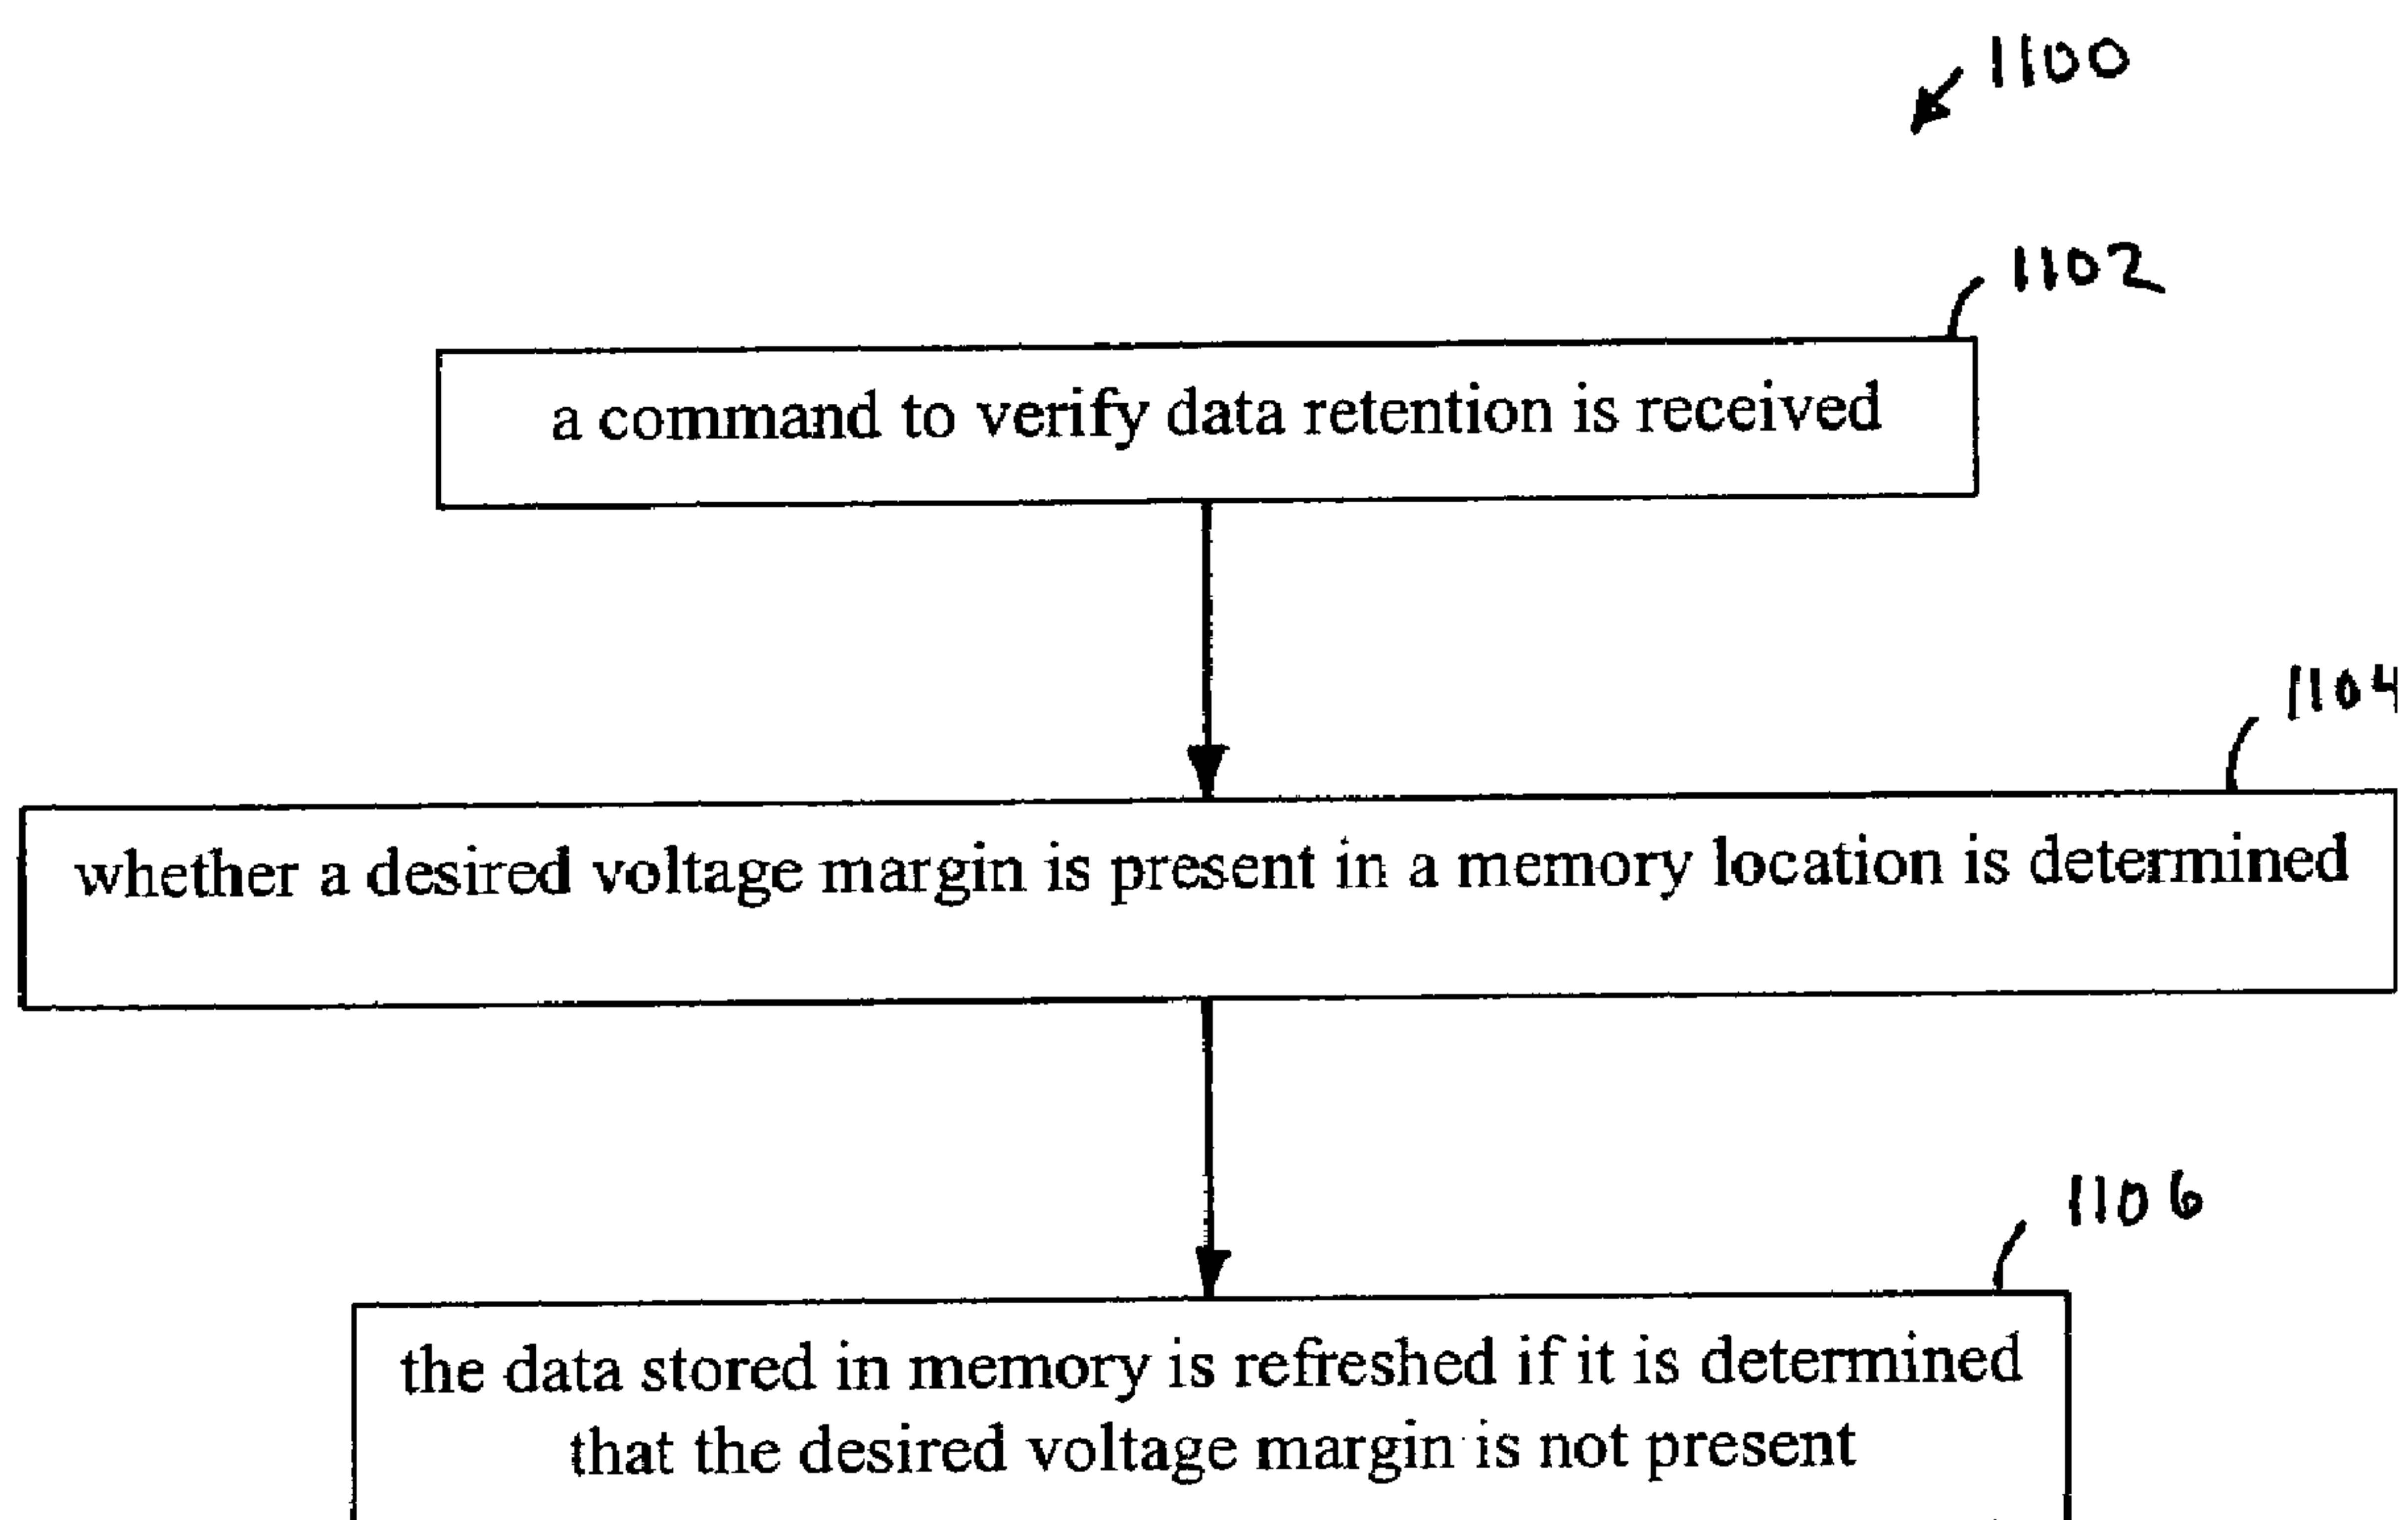 1100
1102
a command to verify data retention is received
1104
whether a desired voltage margin is present in a memory location is determined
1106
the data stored in memory is refreshed if it is determined
that the desired voltage margin is not present